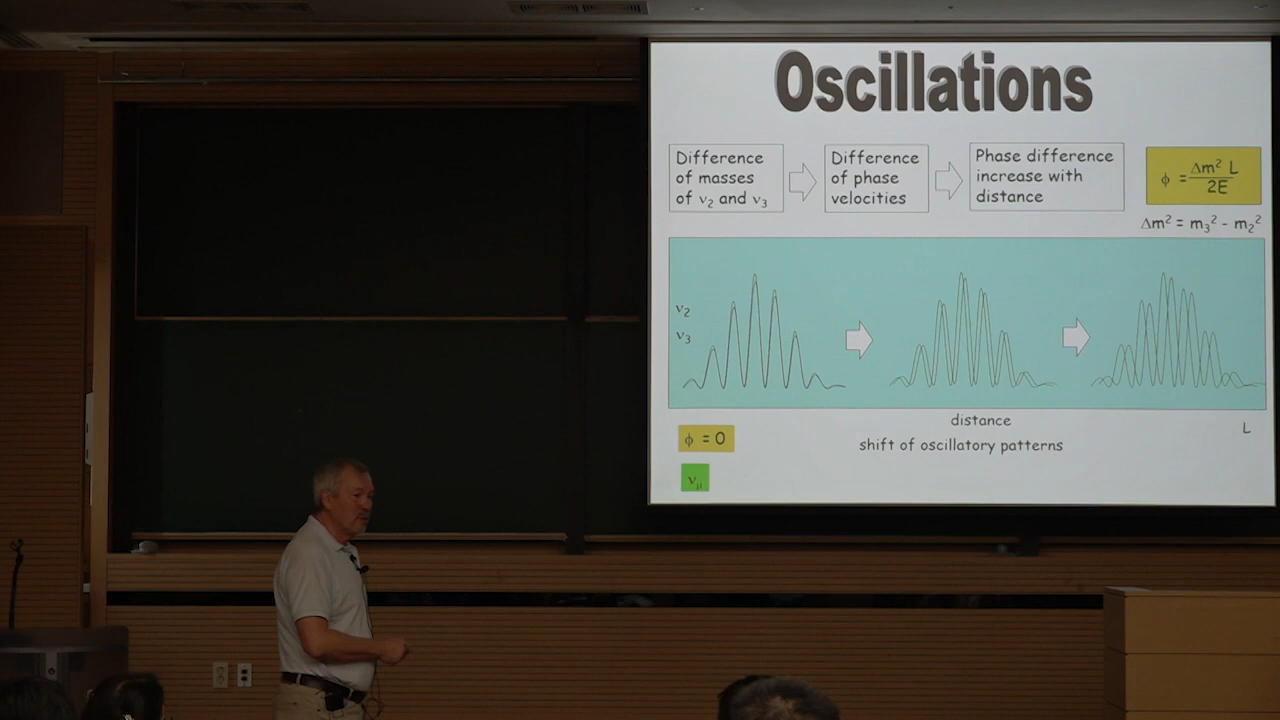 Oscillations
Difference
of masses
of ν₂ and ν₃
Difference
of phase
velocities
Phase difference
increase with
distance
ϕ = Δm² L / 2E
Δm² = m₃² - m₂²
ν₂
ν₃
distance
L
shift of oscillatory patterns
ϕ = 0
ν_μ